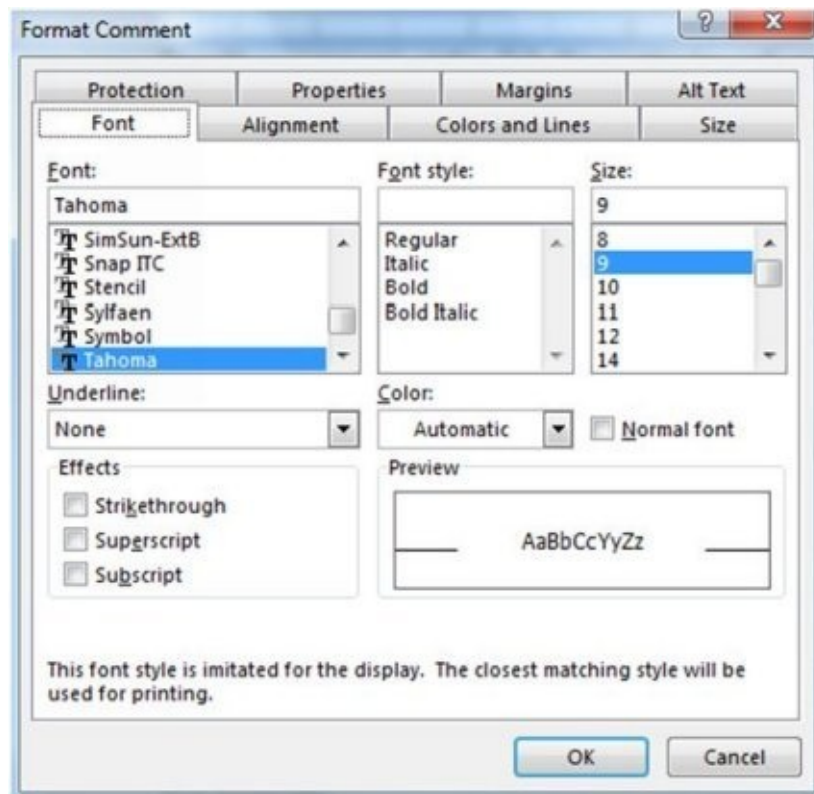 Format Comment
?
Protection Properties Margins Alt Text
Font Alignment Colors and Lines Size
Font: Font style: Size:
Tahoma 9
SimSun-ExtB Regular 8
Snap ITC Italic 9
Stencil Bold 10
Sylfaen Bold Italic 11
Symbol 12
Tahoma 14
Underline: Color:
None Automatic Normal font
Effects Preview
Strikethrough
Superscript AaBbCcYyZz
Subscript
This font style is imitated for the display. The closest matching style will be
used for printing.
OK Cancel